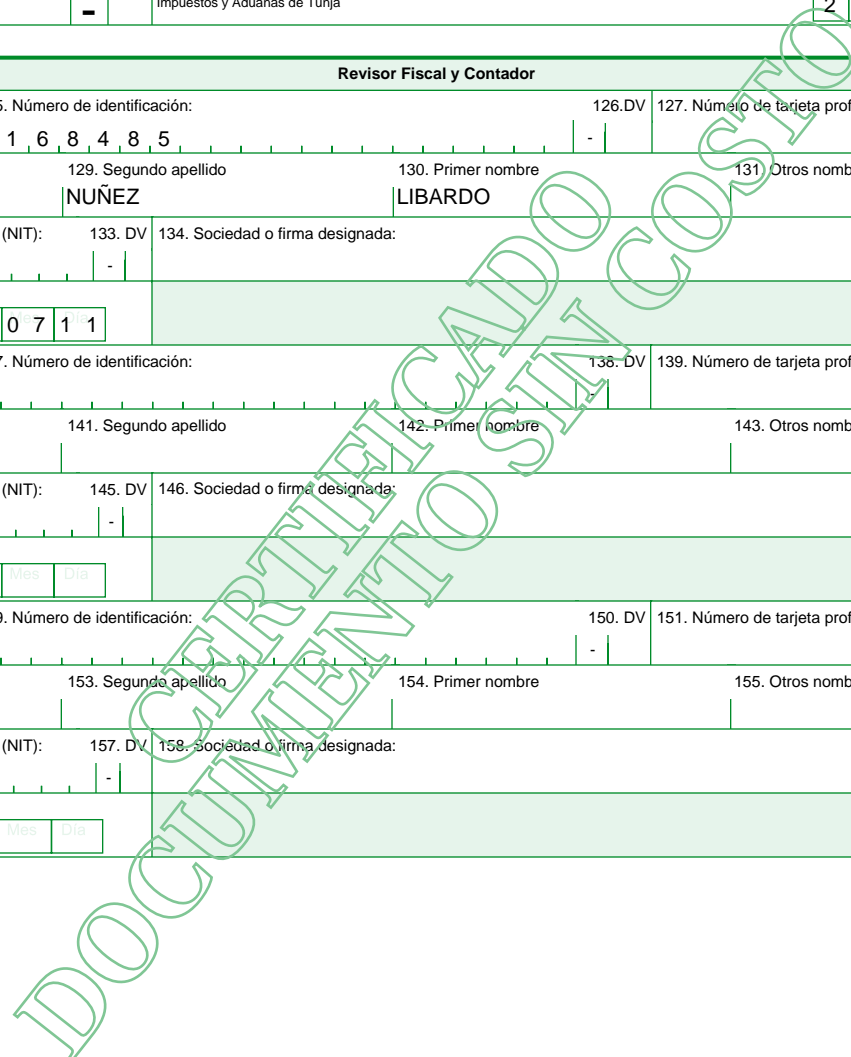 - Impuestos y Aduanas de Tunja 2
Revisor Fiscal y Contador
5. Número de identificación: 126.DV 127. Número de tarjeta prof
1 6 8 4 8 5 -
129. Segundo apellido 130. Primer nombre 131. Otros nomb
NUÑEZ LIBARDO
(NIT): 133. DV 134. Sociedad o firma designada:
-
Mes Día
0 7 1 1
7. Número de identificación: 138. DV 139. Número de tarjeta prof
-
141. Segundo apellido 142. Primer nombre 143. Otros nomb
(NIT): 145. DV 146. Sociedad o firma designada:
-
Mes Día
9. Número de identificación: 150. DV 151. Número de tarjeta prof
-
153. Segundo apellido 154. Primer nombre 155. Otros nomb
(NIT): 157. DV 158. Sociedad o firma designada:
-
Mes Día
CERTIFICADO
DOCUMENTO SIN COSTO